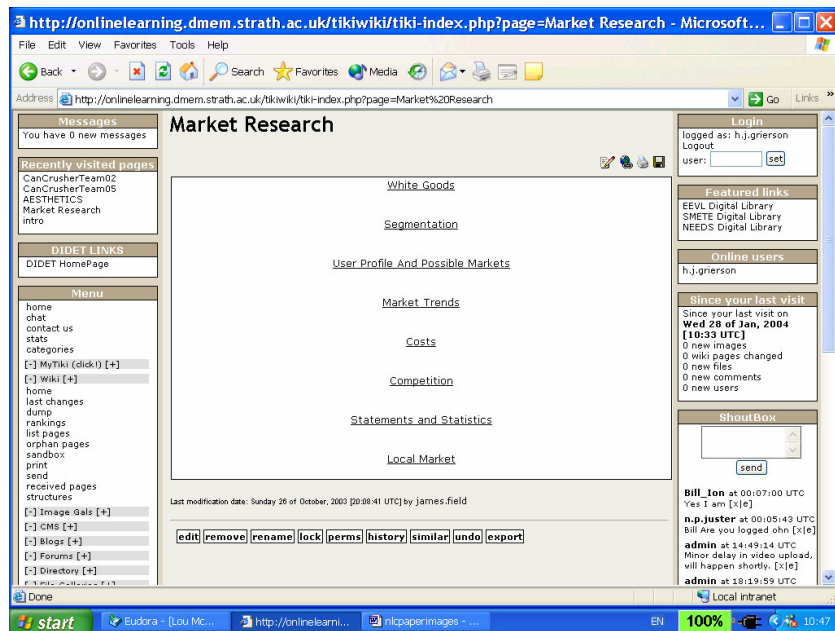 http://onlinelearning.dmem.strath.ac.uk/tikiwiki/tiki-index.php?page=Market Research - Microsoft...
File Edit View Favorites Tools Help
Back Search Favorites Media
Address http://onlinelearning.dmem.strath.ac.uk/tikiwiki/tiki-index.php?page=Market%20Research Go Links »
Messages
You have 0 new messages
Recently visited pages
CanCrusherTeam02
CanCrusherTeam05
AESTHETICS
Market Research
intro
DIDET LINKS
DIDET HomePage
Menu
home
chat
contact us
stats
categories
[-] MyTiki (click!) [+]
[-] Wiki [+]
home
last changes
dump
rankings
list pages
orphan pages
sandbox
print
send
received pages
structures
[-] Image Gals [+]
[-] CMS [+]
[-] Blogs [+]
[-] Forums [+]
[-] Directory [+]
[-] File Galleries [+]
Market Research
White Goods
Segmentation
User Profile And Possible Markets
Market Trends
Costs
Competition
Statements and Statistics
Local Market
Last modification date: Sunday 26 of October, 2003 [20:08:41 UTC] by james.field
edit remove rename lock perms history similar undo export
Login
logged as: h.j.grierson
Logout
user: set
Featured links
EEVL Digital Library
SMETE Digital Library
NEEDS Digital Library
Online users
h.j.grierson
Since your last visit
Since your last visit on
Wed 28 of Jan, 2004
[10:33 UTC]
0 new images
0 wiki pages changed
0 new files
0 new comments
0 new users
ShoutBox
send
Bill_Ion at 00:07:00 UTC
Yes I am [x|e]
n.p.juster at 00:05:43 UTC
Bill Are you logged ohn [x|e]
admin at 14:49:14 UTC
Minor delay in video upload,
will happen shortly. [x|e]
admin at 18:19:59 UTC
Done Local intranet
start Eudora - [Lou Mc... http://onlinelearni... nlcpaperimages - ... EN 100% 10:47